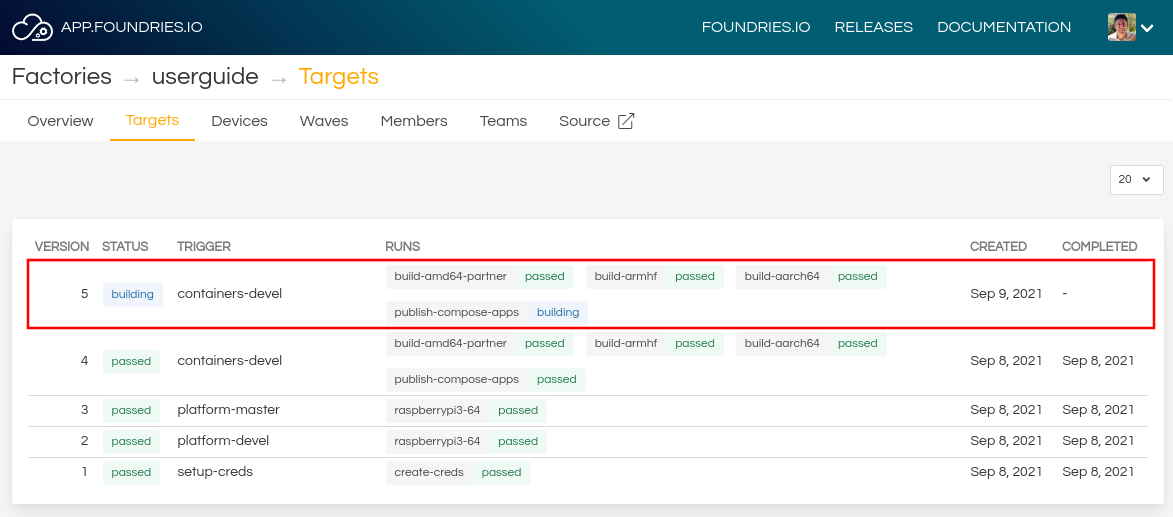 APP.FOUNDRIES.IO FOUNDRIES.IO RELEASES DOCUMENTATION
Factories → userguide → Targets
Overview Targets Devices Waves Members Teams Source
20
VERSION STATUS TRIGGER RUNS CREATED COMPLETED
build-amd64-partner passed build-armhf passed build-aarch64 passed
5 building containers-devel Sep 9, 2021 -
publish-compose-apps building
build-amd64-partner passed build-armhf passed build-aarch64 passed
4 passed containers-devel Sep 8, 2021 Sep 8, 2021
publish-compose-apps passed
3 passed platform-master raspberrypi3-64 passed Sep 8, 2021 Sep 8, 2021
2 passed platform-devel raspberrypi3-64 passed Sep 8, 2021 Sep 8, 2021
1 passed setup-creds create-creds passed Sep 8, 2021 Sep 8, 2021